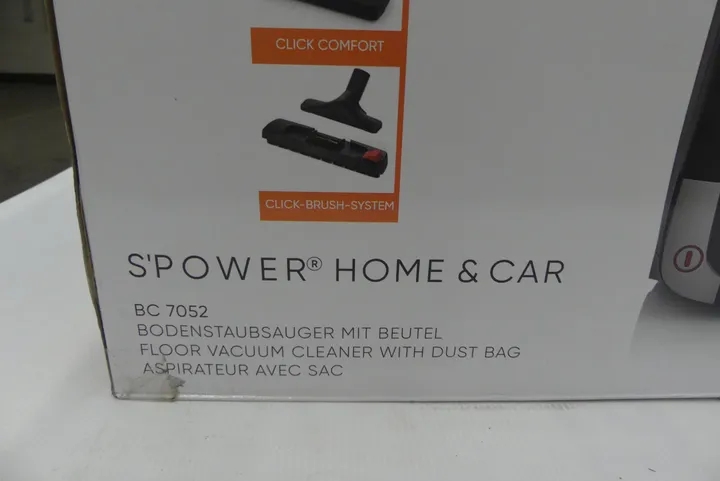 CLICK COMFORT
CLICK-BRUSH-SYSTEM
S'POWER® HOME & CAR
BC 7052
BODENSTAUBSAUGER MIT BEUTEL
FLOOR VACUUM CLEANER WITH DUST BAG
ASPIRATEUR AVEC SAC